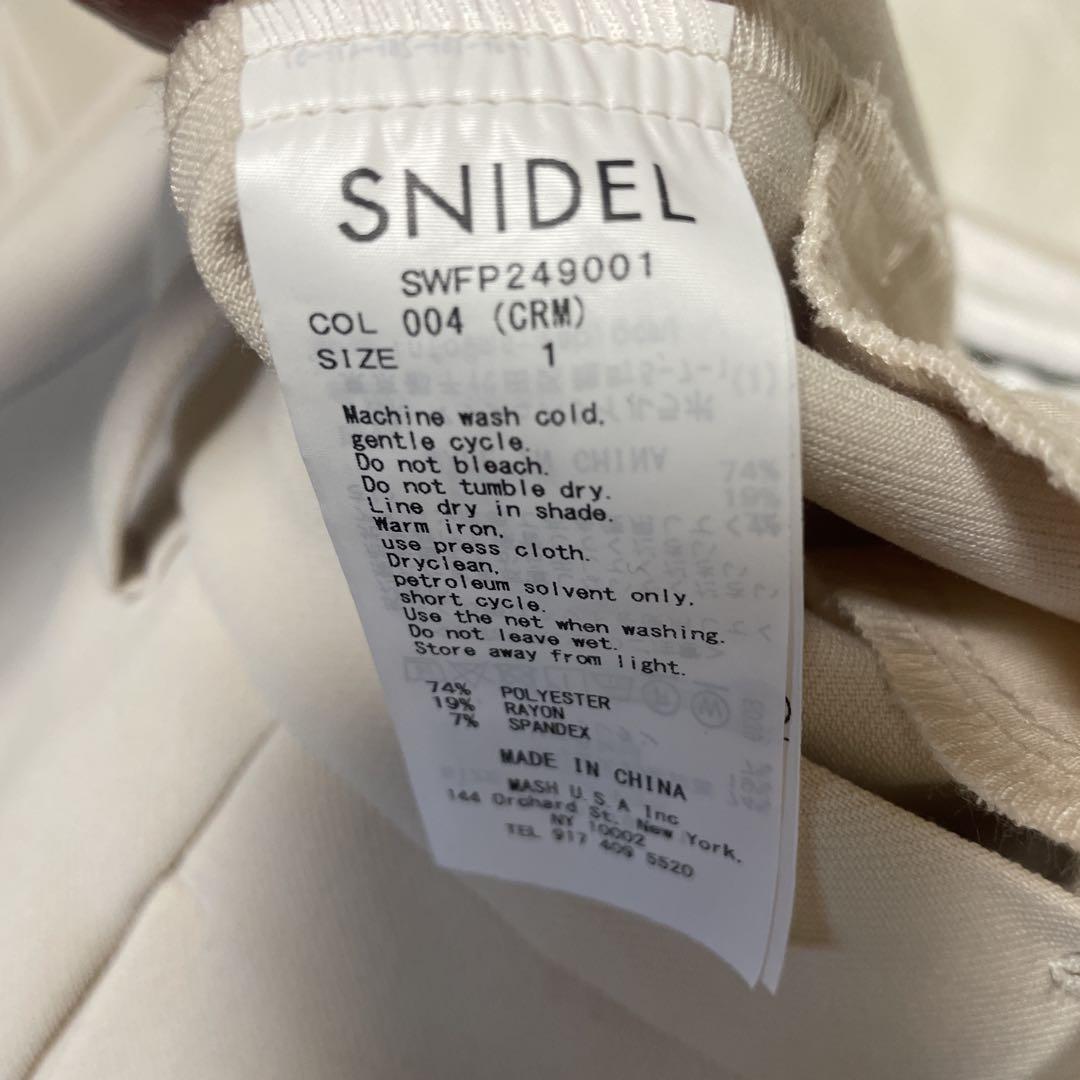 SNIDEL
SWFP249001
COL 004 (CRM)
SIZE 1
Machine wash cold.
gentle cycle.
Do not bleach.
Do not tumble dry.
Line dry in shade.
Warm iron.
use press cloth.
Dryclean.
petroleum solvent only.
short cycle.
Use the net when washing.
Do not leave wet.
Store away from light.
74% POLYESTER
19% RAYON
7% SPANDEX
MADE IN CHINA
MASH U.S.A Inc
144 Orchard St. New York.
NY 10002
TEL 917 409 5520